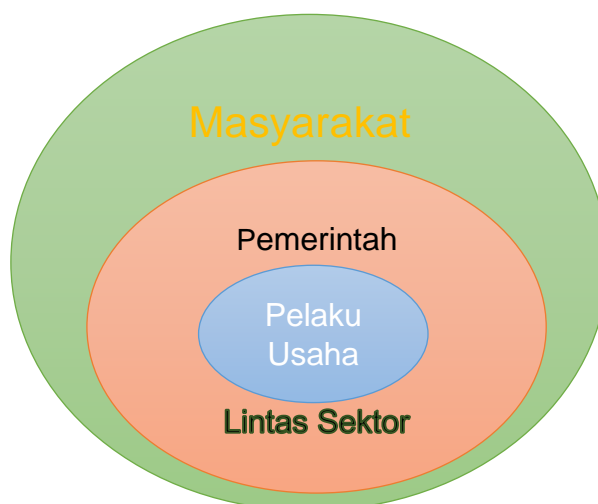 Masyarakat
Pemerintah
Pelaku
Usaha
Lintas Sektor